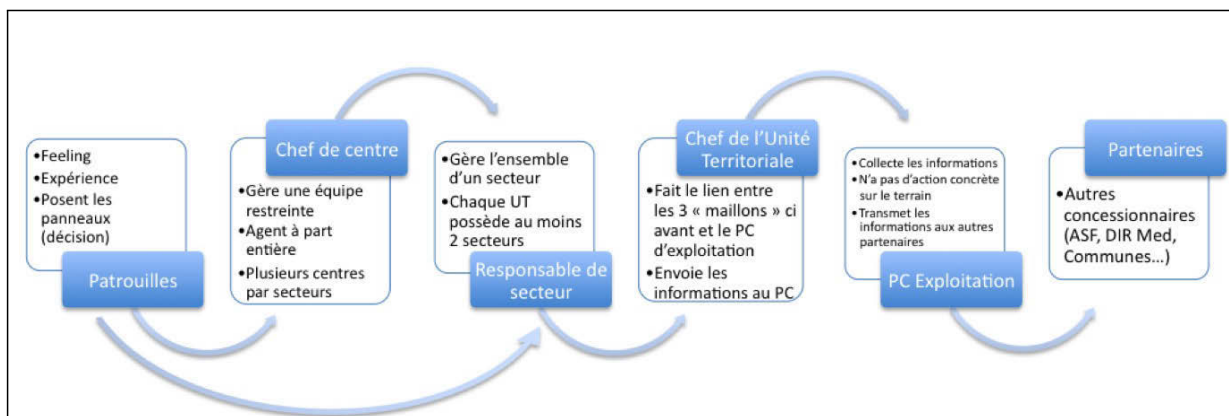 •Feeling
•Expérience
•Posent les
panneaux
(décision)
Patrouilles
Chef de centre
•Gère une équipe
restreinte
•Agent à part
entière
•Plusieurs centres
par secteurs
•Gère l’ensemble
d’un secteur
•Chaque UT
possède au moins
2 secteurs
Responsable de
secteur
Chef de l’Unité
Territoriale
•Fait le lien entre
les 3 « maillons » ci
avant et le PC
d’exploitation
•Envoie les
informations au PC
•Collecte les informations
•N’a pas d’action concrète
sur le terrain
•Transmet les
informations aux autres
partenaires
PC Exploitation
Partenaires
•Autres
concessionnaires
(ASF, DIR Med,
Communes…)